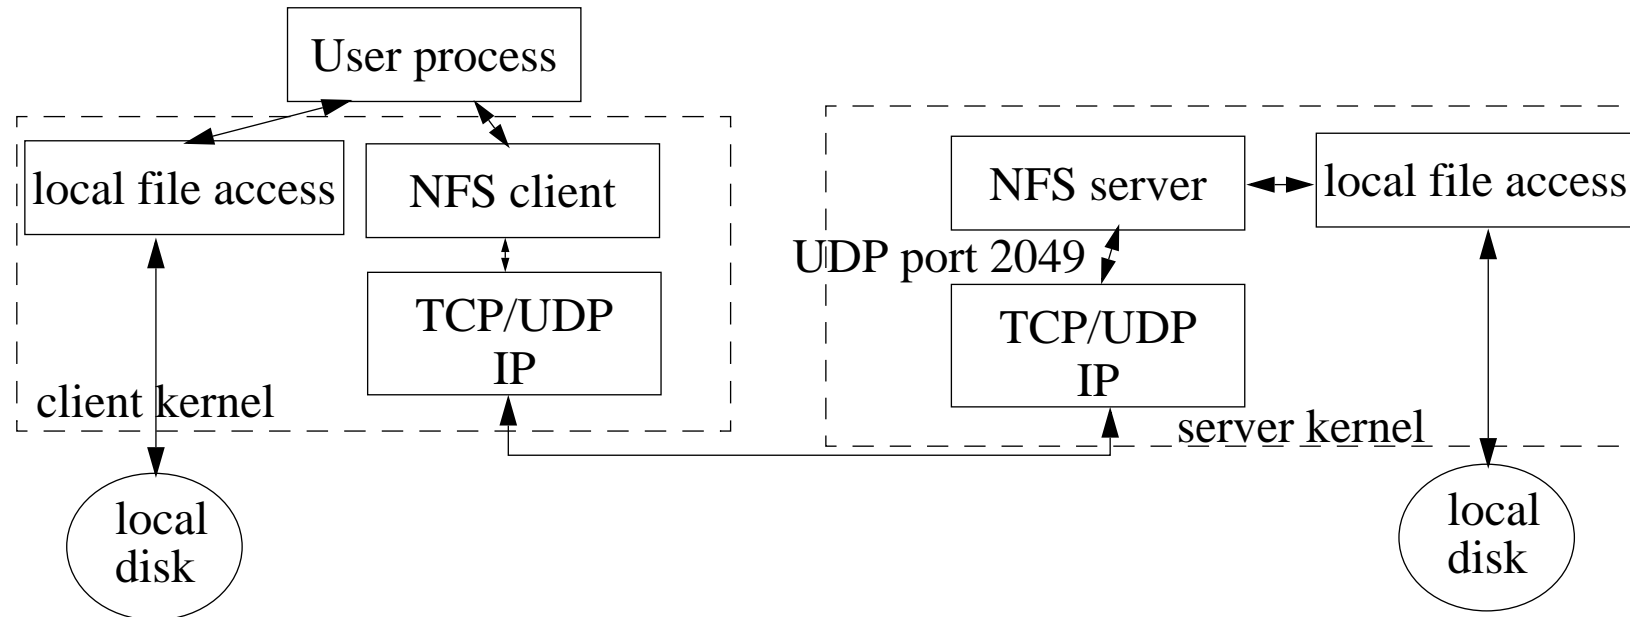 User process
local file access
NFS client
TCP/UDP
IP
client kernel
local
disk
NFS server
local file access
UDP port 2049
TCP/UDP
IP
server kernel
local
disk